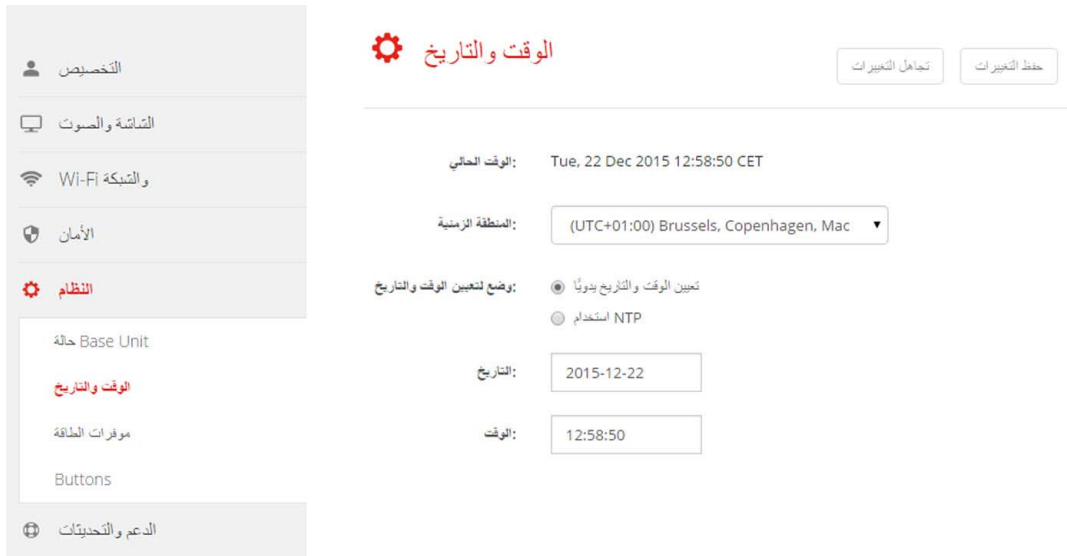 التخصيص
الشاشة والصوت
Wi-Fi والشبكة
الأمان
النظام
حالة Base Unit
الوقت والتاريخ
موفرات الطاقة
Buttons
الدعم والتحديثات
الوقت والتاريخ
تجاهل التغييرات
حفظ التغييرات
الوقت الحالي:
Tue, 22 Dec 2015 12:58:50 CET
المنطقة الزمنية:
(UTC+01:00) Brussels, Copenhagen, Mac
وضع لتعيين الوقت والتاريخ:
تعيين الوقت والتاريخ يدويًا
استخدام NTP
التاريخ:
2015-12-22
الوقت:
12:58:50